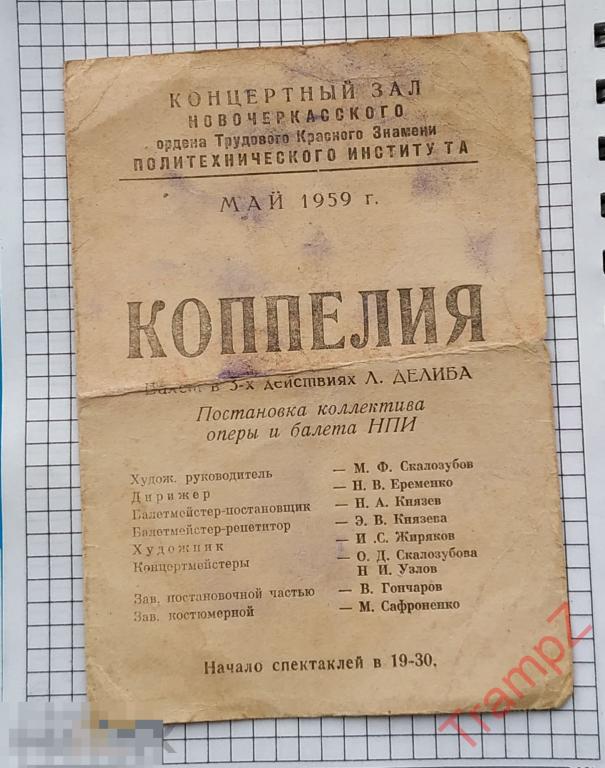 КОНЦЕРТНЫЙ ЗАЛ
НОВОЧЕРКАССКОГО
ордена Трудового Красного Знамени
ПОЛИТЕХНИЧЕСКОГО ИНСТИТУТА
МАЙ 1959 г.
КОППЕЛИЯ
Балет в 3-х действиях Л. ДЕЛИБА
Постановка коллектива
оперы и балета НПИ
Худож. руководитель — М. Ф. Скалозубов
Дирижер — Н. В. Еременко
Балетмейстер-постановщик — Н. А. Князев
Балетмейстер-репетитор — Э. В. Князева
Художник — И .С. Жиряков
Концертмейстеры — О. Д. Скалозубова
Н И. Узлов
Зав. постановочной частью — В. Гончаров
Зав. костюмерной — М. Сафроненко
Начало спектаклей в 19-30.
TrampZ